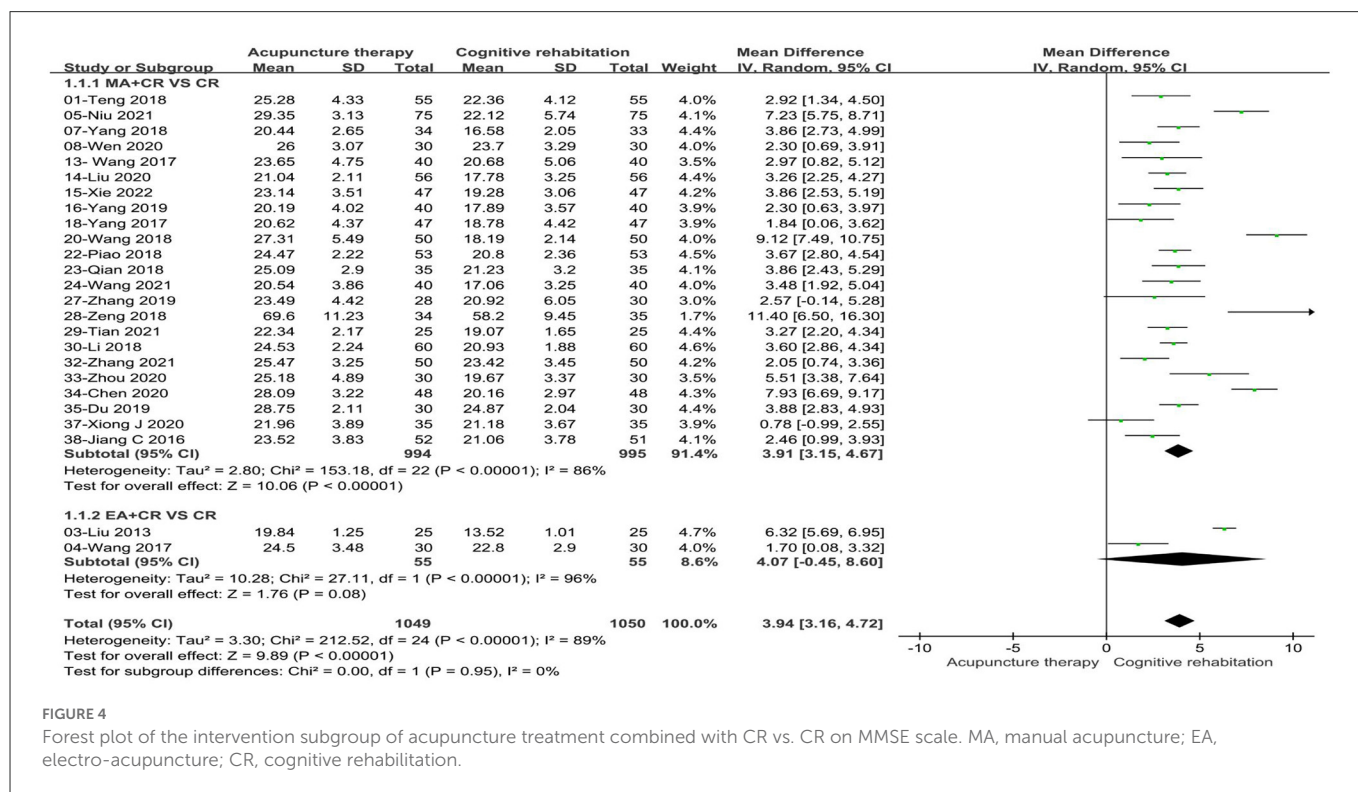 Acupuncture therapy Cognitive rehabitation Mean Difference Mean Difference
Study or Subgroup Mean SD Total Mean SD Total Weight IV, Random, 95% CI IV, Random, 95% CI
1.1.1 MA+CR VS CR
01-Teng 2018 25.28 4.33 55 22.36 4.12 55 4.0% 2.92 [1.34, 4.50]
05-Niu 2021 29.35 3.13 75 22.12 5.74 75 4.1% 7.23 [5.75, 8.71]
07-Yang 2018 20.44 2.65 34 16.58 2.05 33 4.4% 3.86 [2.73, 4.99]
08-Wen 2020 26 3.07 30 23.7 3.29 30 4.0% 2.30 [0.69, 3.91]
13- Wang 2017 23.65 4.75 40 20.68 5.06 40 3.5% 2.97 [0.82, 5.12]
14-Liu 2020 21.04 2.11 56 17.78 3.25 56 4.4% 3.26 [2.25, 4.27]
15-Xie 2022 23.14 3.51 47 19.28 3.06 47 4.2% 3.86 [2.53, 5.19]
16-Yang 2019 20.19 4.02 40 17.89 3.57 40 3.9% 2.30 [0.63, 3.97]
18-Yang 2017 20.62 4.37 47 18.78 4.42 47 3.9% 1.84 [0.06, 3.62]
20-Wang 2018 27.31 5.49 50 18.19 2.14 50 4.0% 9.12 [7.49, 10.75]
22-Piao 2018 24.47 2.22 53 20.8 2.36 53 4.5% 3.67 [2.80, 4.54]
23-Qian 2018 25.09 2.9 35 21.23 3.2 35 4.1% 3.86 [2.43, 5.29]
24-Wang 2021 20.54 3.86 40 17.06 3.25 40 4.0% 3.48 [1.92, 5.04]
27-Zhang 2019 23.49 4.42 28 20.92 6.05 30 3.0% 2.57 [-0.14, 5.28]
28-Zeng 2018 69.6 11.23 34 58.2 9.45 35 1.7% 11.40 [6.50, 16.30]
29-Tian 2021 22.34 2.17 25 19.07 1.65 25 4.4% 3.27 [2.20, 4.34]
30-Li 2018 24.53 2.24 60 20.93 1.88 60 4.6% 3.60 [2.86, 4.34]
32-Zhang 2021 25.47 3.25 50 23.42 3.45 50 4.2% 2.05 [0.74, 3.36]
33-Zhou 2020 25.18 4.89 30 19.67 3.37 30 3.5% 5.51 [3.38, 7.64]
34-Chen 2020 28.09 3.22 48 20.16 2.97 48 4.3% 7.93 [6.69, 9.17]
35-Du 2019 28.75 2.11 30 24.87 2.04 30 4.4% 3.88 [2.83, 4.93]
37-Xiong J 2020 21.96 3.89 35 21.18 3.67 35 3.9% 0.78 [-0.99, 2.55]
38-Jiang C 2016 23.52 3.83 52 21.06 3.78 51 4.1% 2.46 [0.99, 3.93]
Subtotal (95% CI) 994 995 91.4% 3.91 [3.15, 4.67]
Heterogeneity: Tau² = 2.80; Chi² = 153.18, df = 22 (P < 0.00001); I² = 86%
Test for overall effect: Z = 10.06 (P < 0.00001)
1.1.2 EA+CR VS CR
03-Liu 2013 19.84 1.25 25 13.52 1.01 25 4.7% 6.32 [5.69, 6.95]
04-Wang 2017 24.5 3.48 30 22.8 2.9 30 4.0% 1.70 [0.08, 3.32]
Subtotal (95% CI) 55 55 8.6% 4.07 [-0.45, 8.60]
Heterogeneity: Tau² = 10.28; Chi² = 27.11, df = 1 (P < 0.00001); I² = 96%
Test for overall effect: Z = 1.76 (P = 0.08)
Total (95% CI) 1049 1050 100.0% 3.94 [3.16, 4.72]
Heterogeneity: Tau² = 3.30; Chi² = 212.52, df = 24 (P < 0.00001); I² = 89%
Test for overall effect: Z = 9.89 (P < 0.00001)
Test for subgroup differences: Chi² = 0.00, df = 1 (P = 0.95), I² = 0%
-10 -5 0 5 10
Acupuncture therapy Cognitive rehabitation
FIGURE 4
Forest plot of the intervention subgroup of acupuncture treatment combined with CR vs. CR on MMSE scale. MA, manual acupuncture; EA,
electro-acupuncture; CR, cognitive rehabilitation.